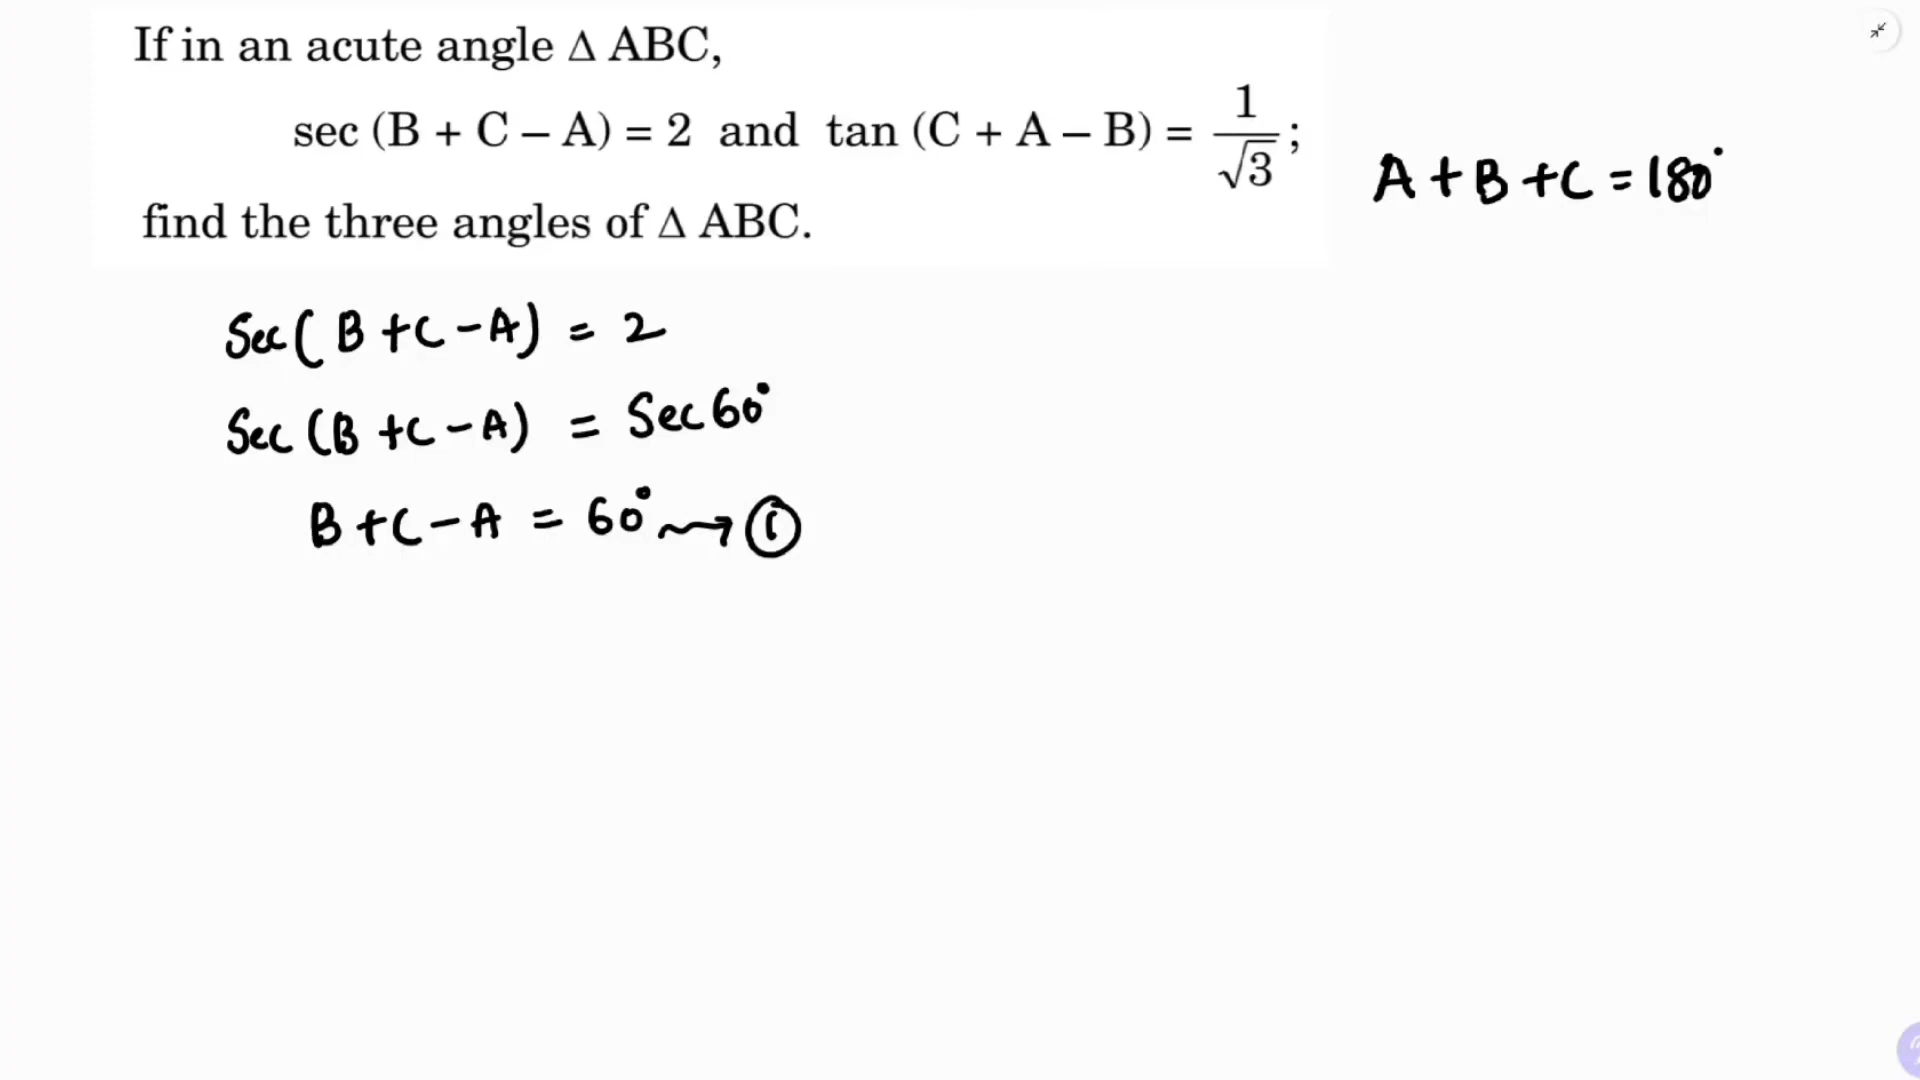 If in an acute angle Δ ABC,
sec (B + C – A) = 2 and tan (C + A – B) = 1/√3 ;
find the three angles of Δ ABC.
A + B + C = 180°
Sec ( B + C - A ) = 2
Sec ( B + C - A ) = Sec 60°
B + C - A = 60° ⟿ ①